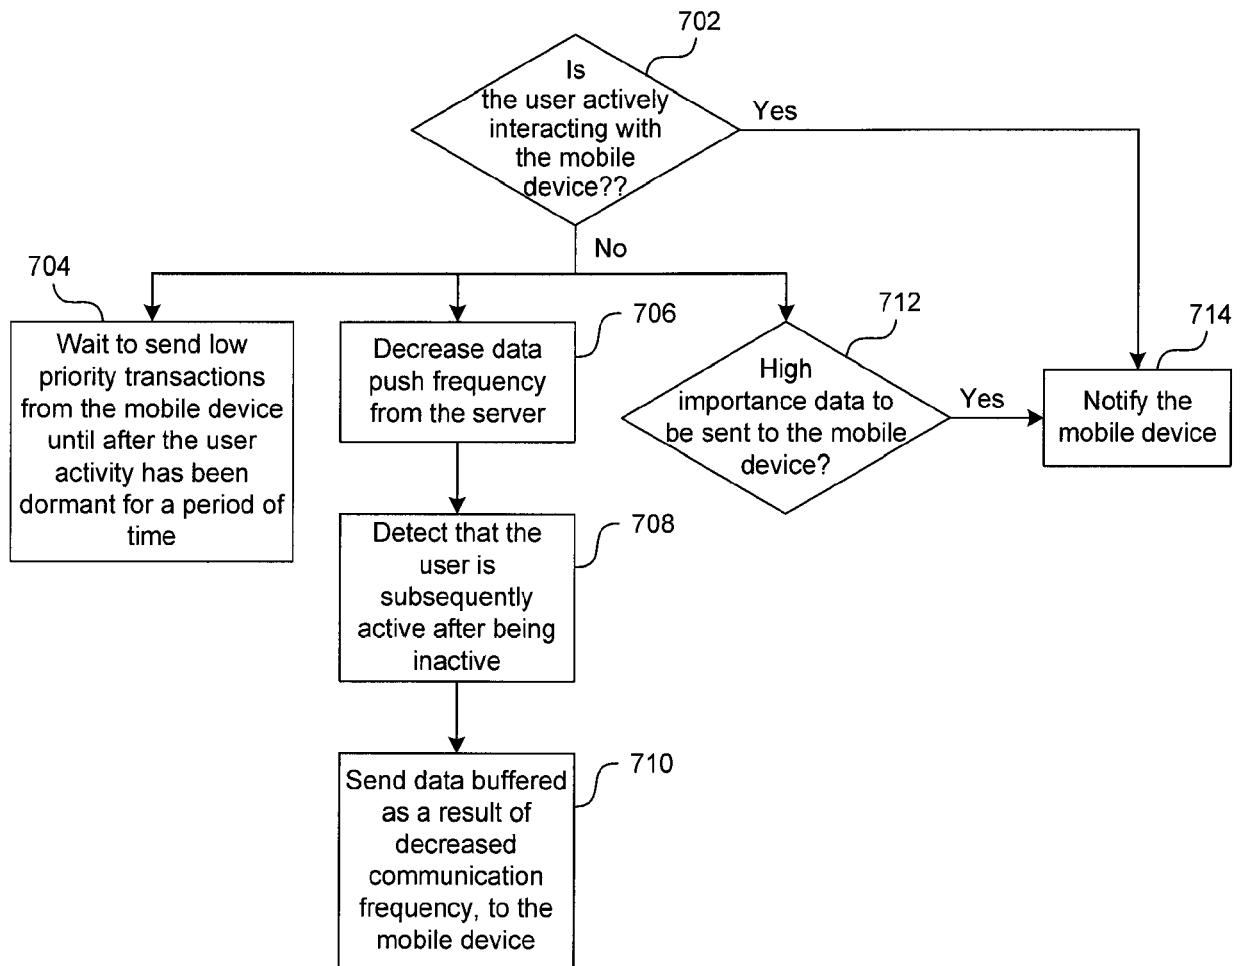 702
Is
the user actively
interacting with
the mobile
device??
Yes
No
704
Wait to send low
priority transactions
from the mobile device
until after the user
activity has been
dormant for a period of
time
706
Decrease data
push frequency
from the server
712
High
importance data to
be sent to the mobile
device?
Yes
714
Notify the
mobile device
708
Detect that the
user is
subsequently
active after being
inactive
710
Send data buffered
as a result of
decreased
communication
frequency, to the
mobile device